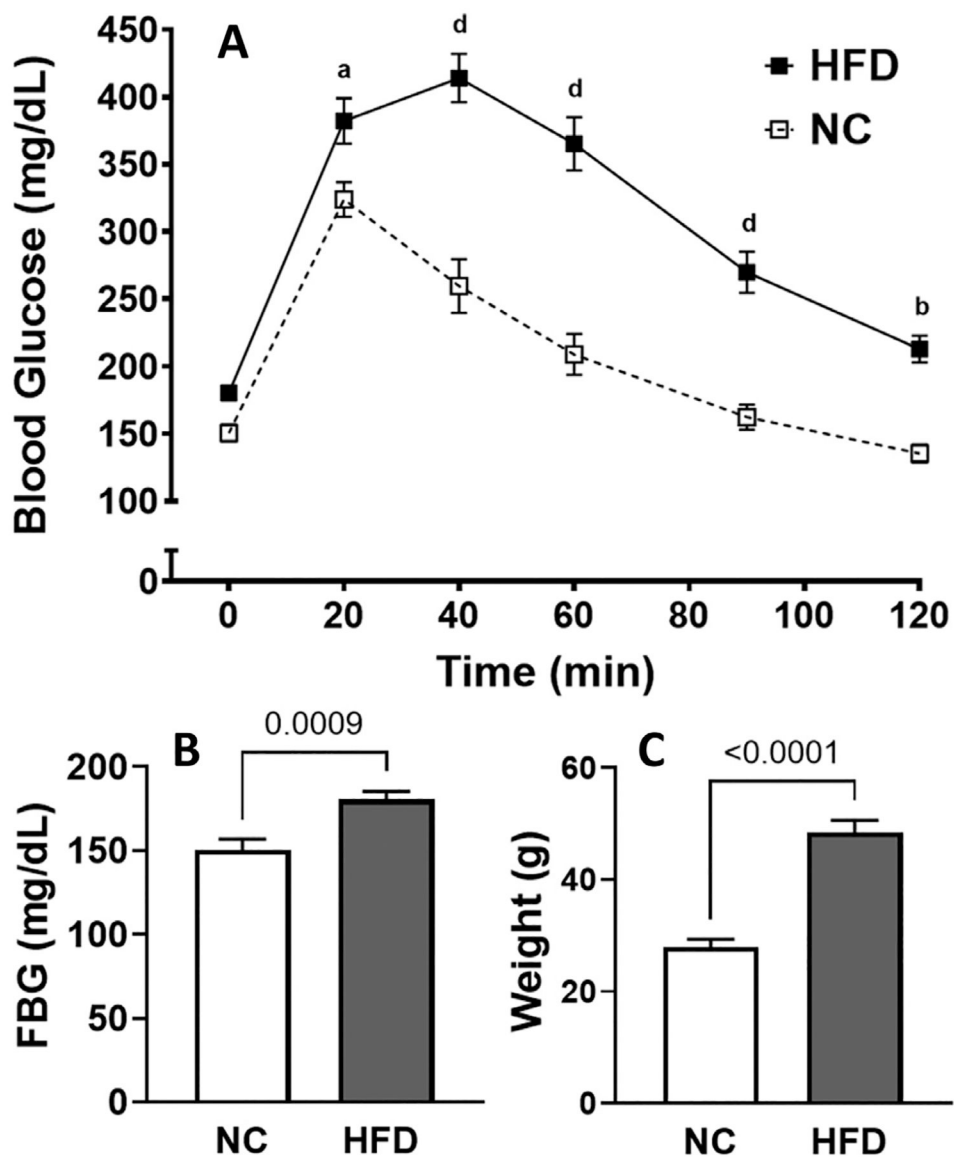 A
Blood Glucose (mg/dL)
450
400
350
300
250
200
150
100
0
a
d
d
d
b
HFD
NC
0 20 40 60 80 100 120
Time (min)
B
0.0009
FBG (mg/dL)
200
150
100
50
0
NC HFD
C
<0.0001
Weight (g)
60
40
20
0
NC HFD